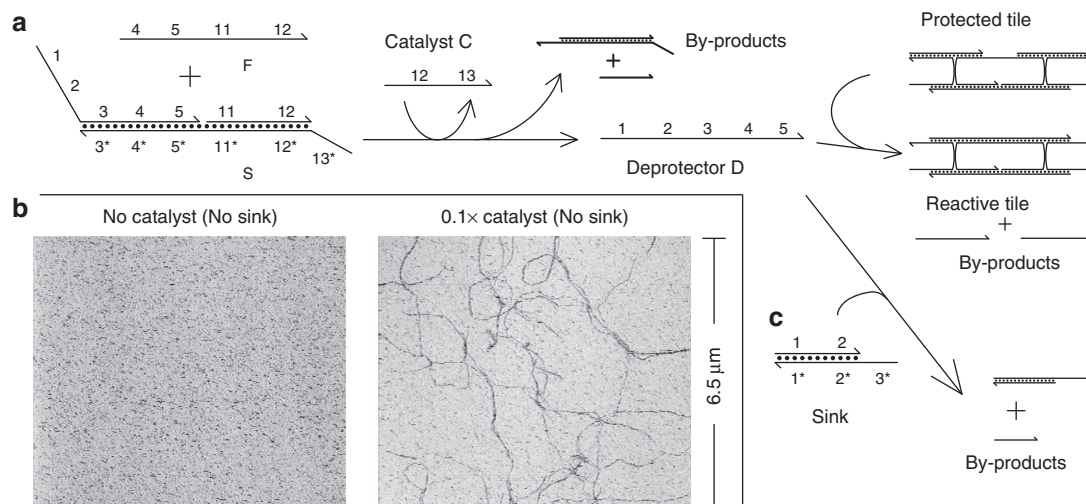 a
4 5 11 12
F
1
2
+
3 4 5 11 12
3* 4* 5* 11* 12* 13*
S
Catalyst C
12 13
By-products
+
1 2 3 4 5
Deprotector D
Protected tile
Reactive tile
+
By-products
b
No catalyst (No sink)
0.1× catalyst (No sink)
6.5 μm
c
1 2
1* 2* 3*
Sink
+
By-products